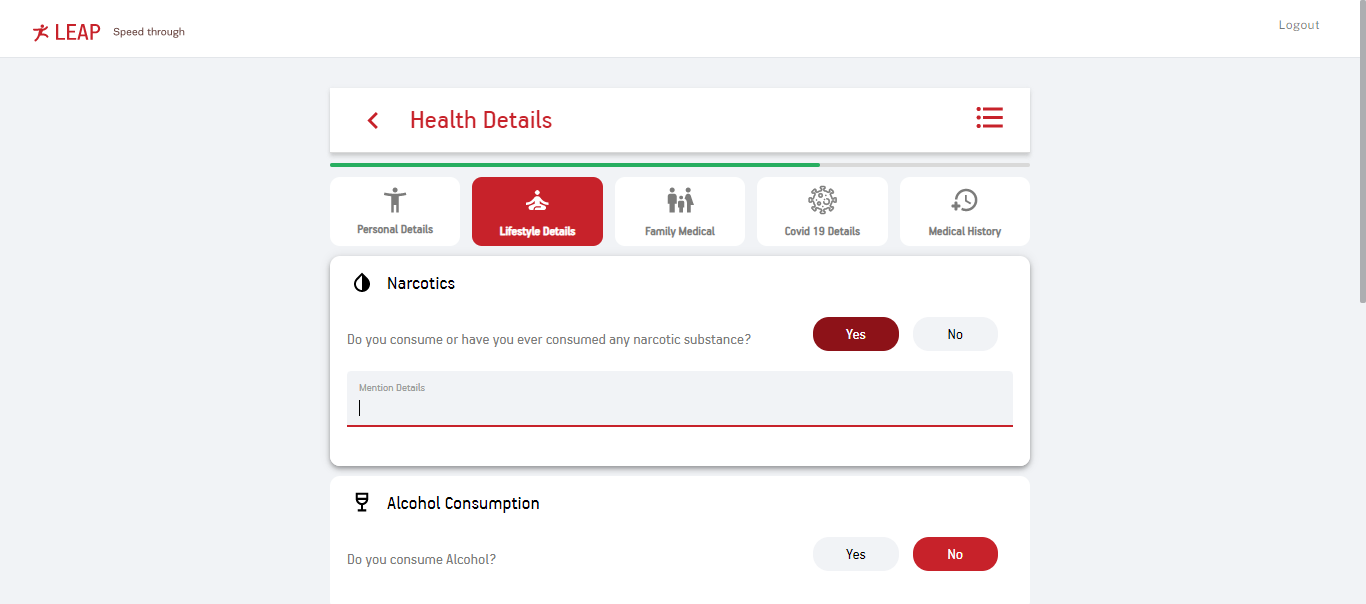 LEAP Speed through
Logout
Health Details
Personal Details
Lifestyle Details
Family Medical
Covid 19 Details
Medical History
Narcotics
Do you consume or have you ever consumed any narcotic substance?
Yes
No
Mention Details
Alcohol Consumption
Do you consume Alcohol?
Yes
No